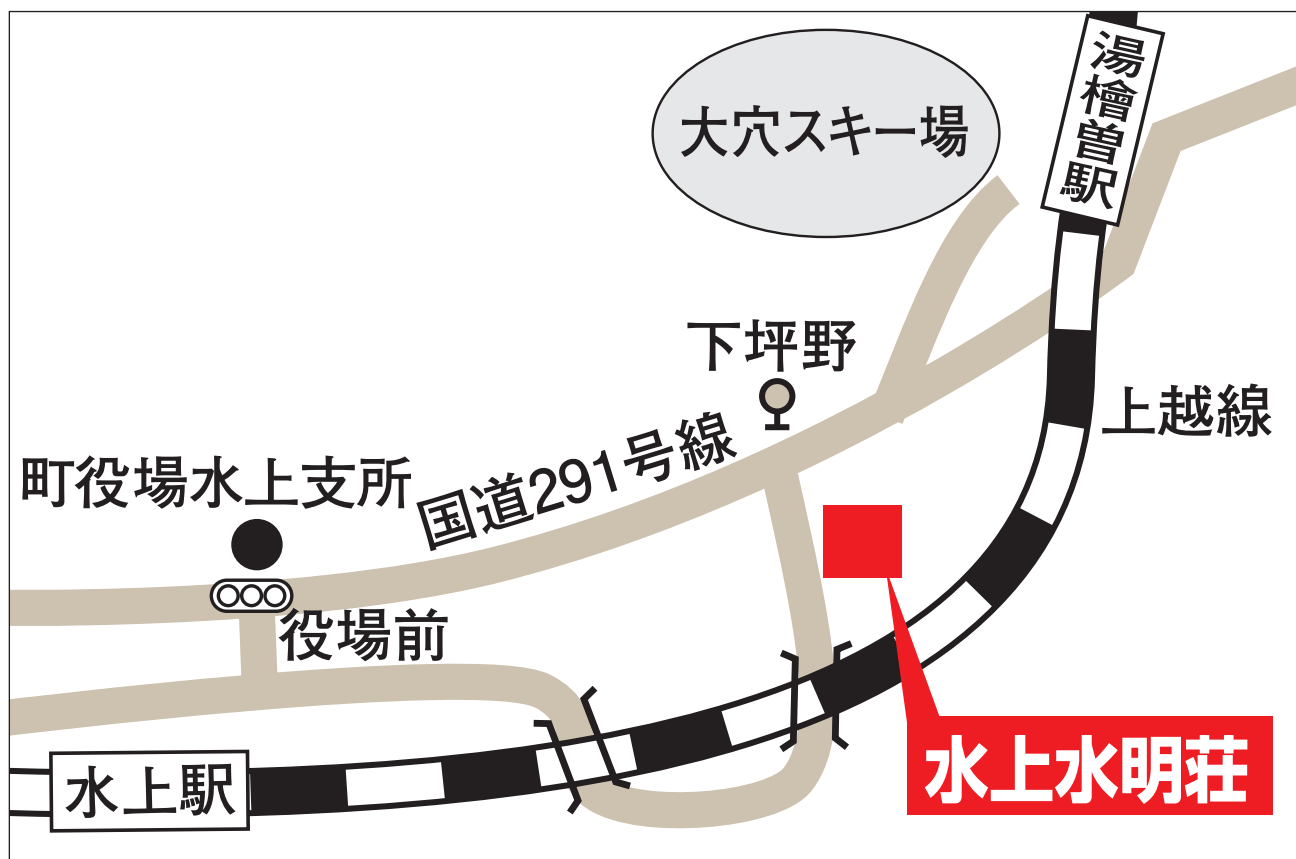 湯檜曽駅
大穴スキー場
下坪野
上越線
国道291号線
町役場水上支所
役場前
水上駅
水上水明荘